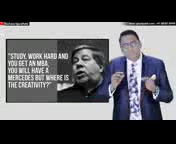 "STUDY, WORK HARD AND
YOU GET AN MBA,
YOU WILL HAVE A
MERCEDES BUT WHERE IS
THE CREATIVITY?"